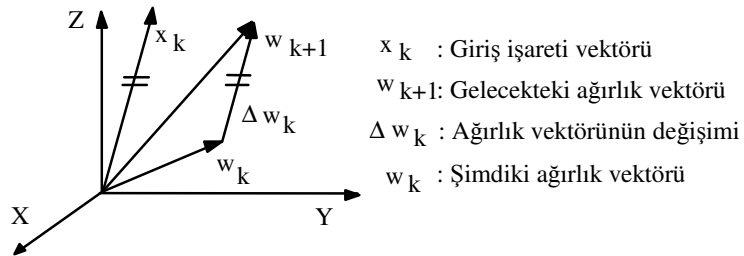 Z
x k
w k+1
Δ w k
w k
X
Y
x k : Giriş işareti vektörü
w k+1: Gelecekteki ağırlık vektörü
Δ w k : Ağırlık vektörünün değişimi
w k : Şimdiki ağırlık vektörü